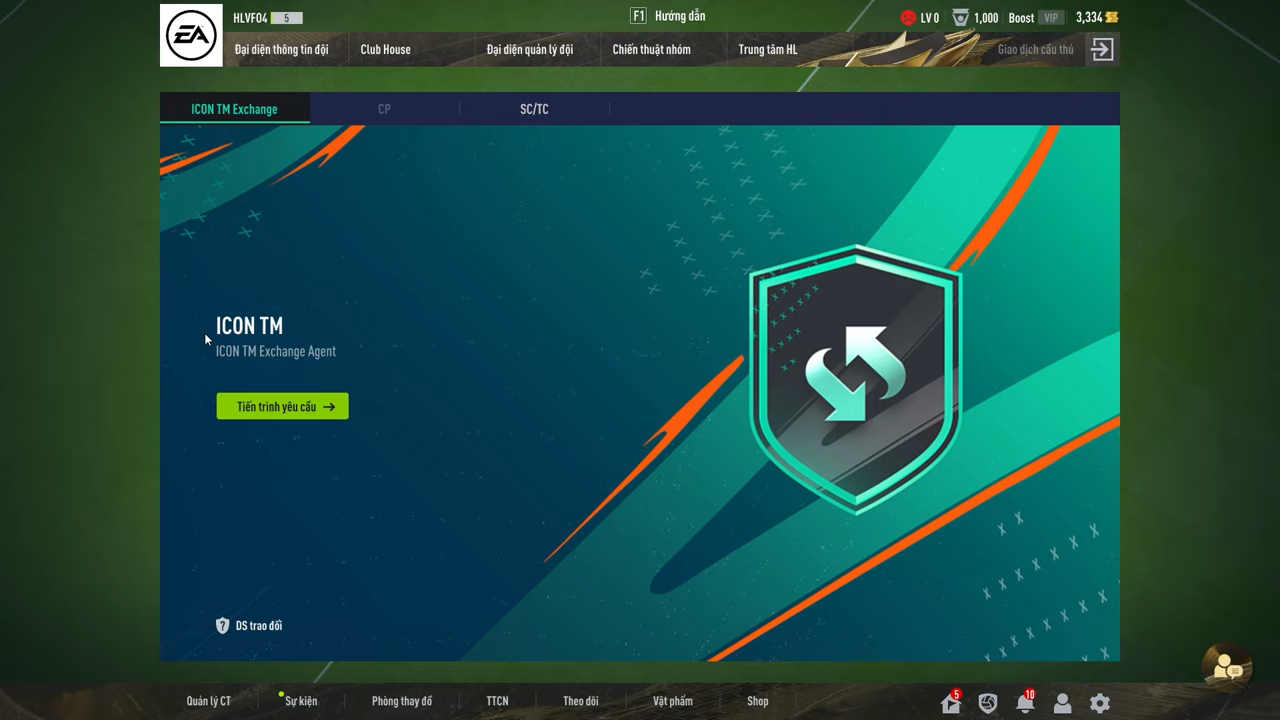 EA
HLVF04 5
F1 Hướng dẫn
LV 0 1,000 Boost VIP 3,334
Đại diện thông tin đội Club House Đại diện quản lý đội Chiến thuật nhóm Trung tâm HL Giao dịch cầu thủ
ICON TM Exchange CP SC/TC
ICON TM
ICON TM Exchange Agent
Tiến trình yêu cầu →
? DS trao đổi
Quản lý CT Sự kiện Phòng thay đồ TTCN Theo dõi Vật phẩm Shop 5 10